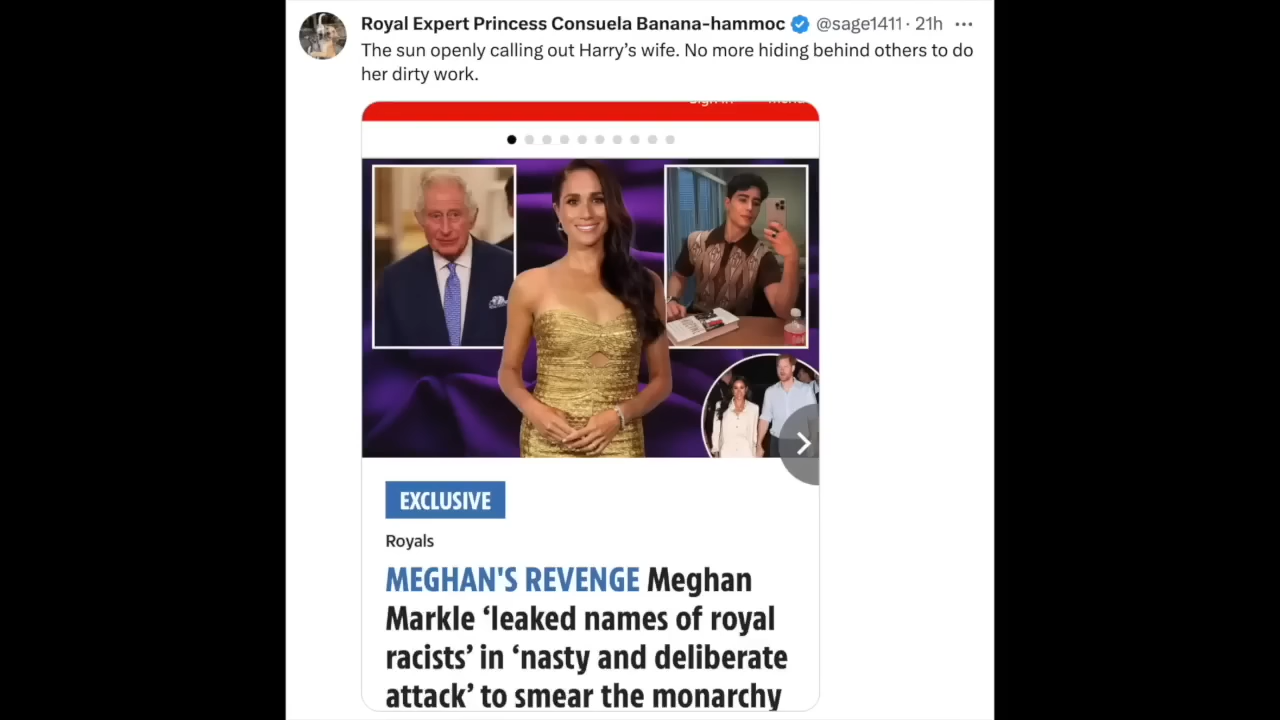 Royal Expert Princess Consuela Banana-hammoc @sage1411 · 21h
The sun openly calling out Harry's wife. No more hiding behind others to do
her dirty work.
EXCLUSIVE
Royals
MEGHAN'S REVENGE Meghan
Markle ‘leaked names of royal
racists’ in ‘nasty and deliberate
attack’ to smear the monarchy